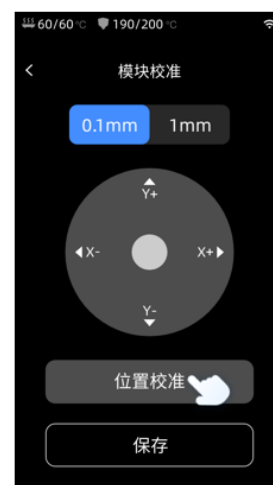 60/60°C 190/200°C
模块校准
0.1mm 1mm
Y+
X- X+
Y-
位置校准
保存